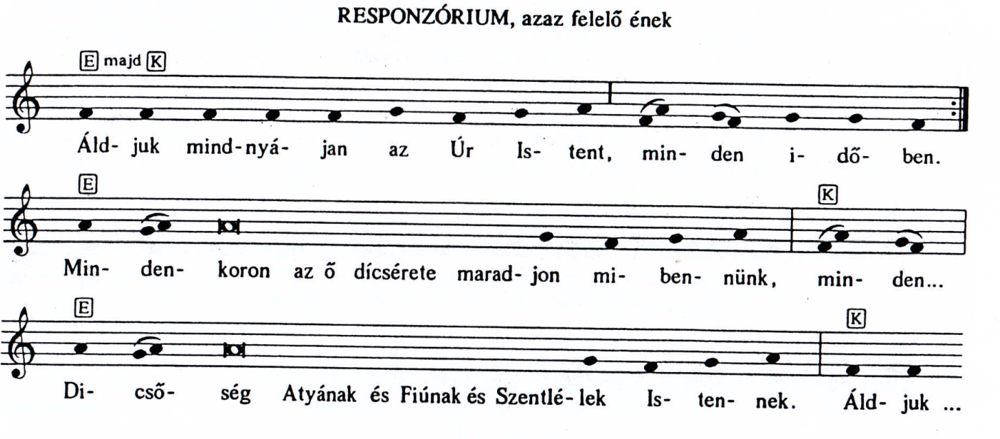 RESPONZÓRIUM, azaz felelő ének
E majd K
Áld- juk mind-nyá- jan az Úr Is- tent, min- den i- dő- ben.
E K
Min- den- koron az ő dícsérete marad- jon mi- ben- nünk, min- den...
E K
Di- cső- ség Atyának és Fiúnak és Szentlé- lek Is- ten- nek. Áld- juk ...